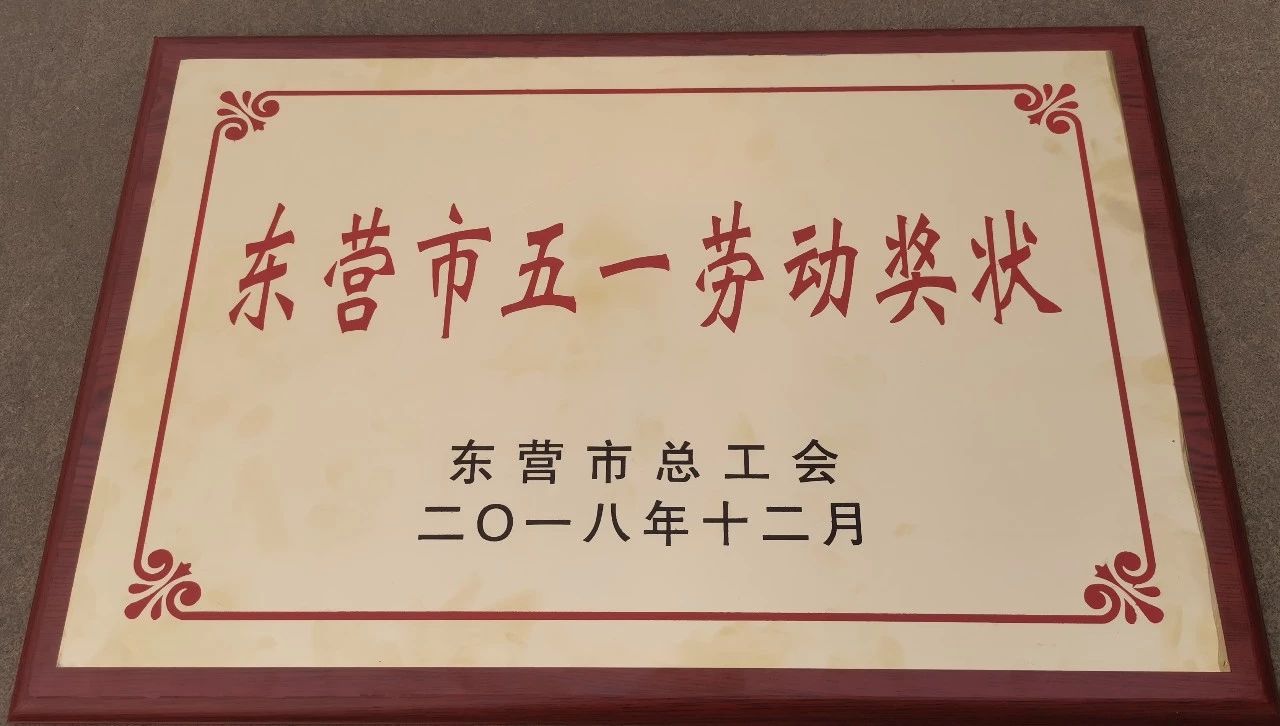 东营市五一劳动奖状
东营市总工会
二〇一八年十二月